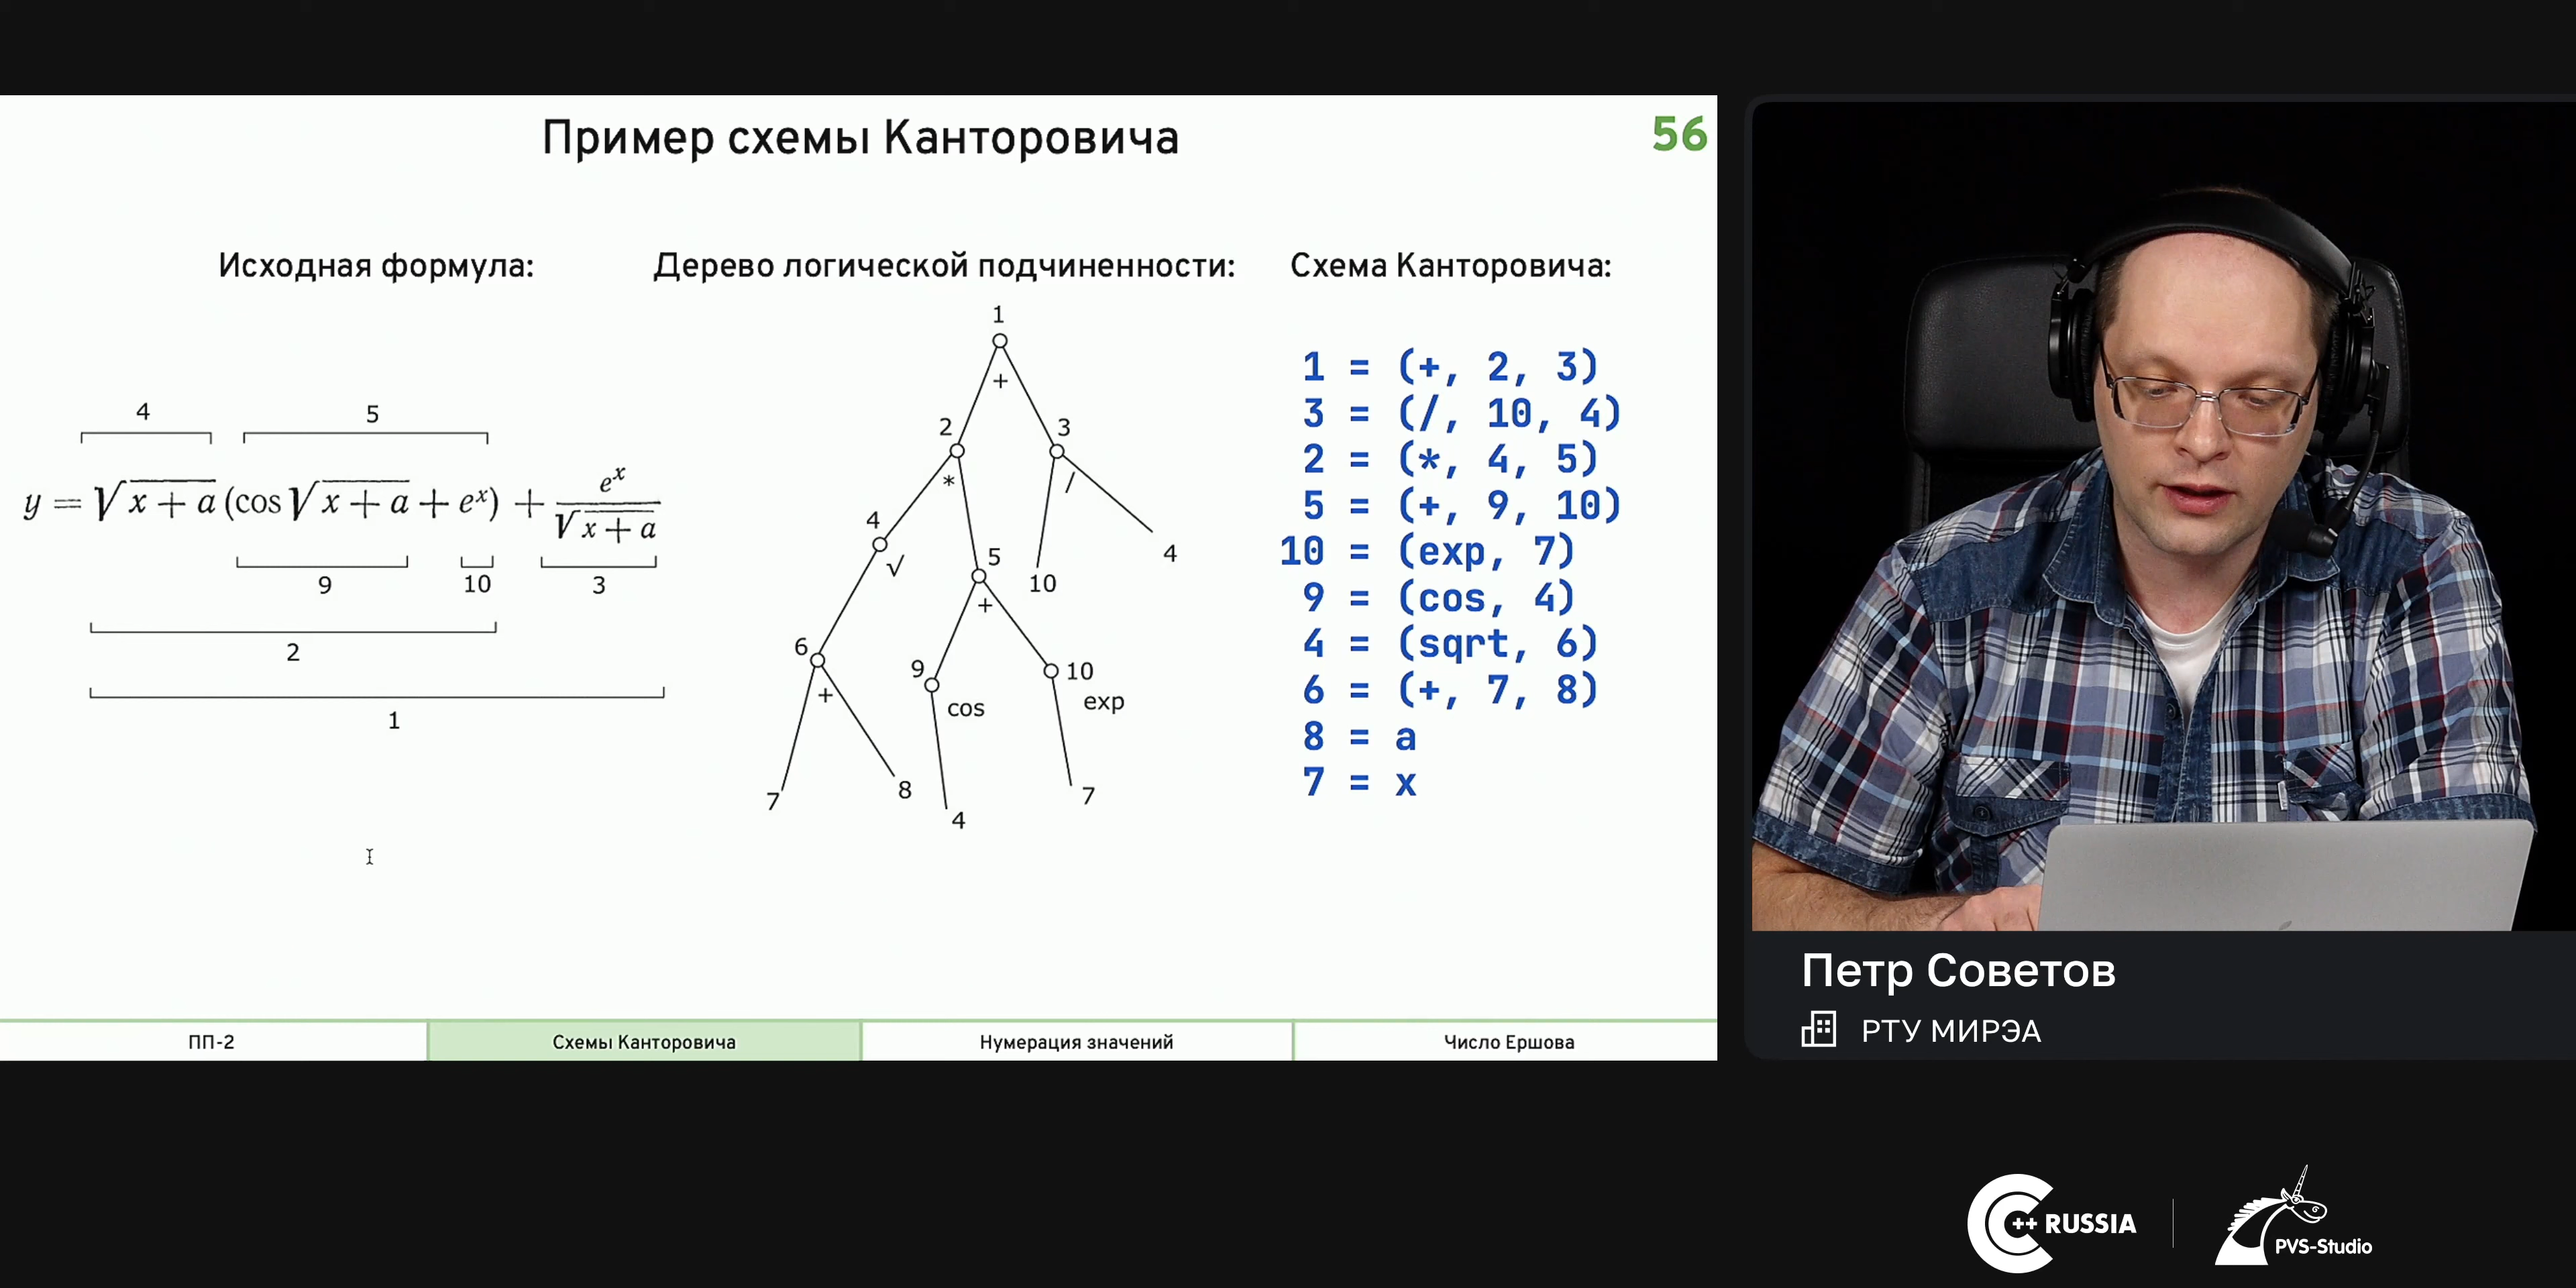 Пример схемы Канторовича
56
Исходная формула:
Дерево логической подчиненности:
Схема Канторовича:
4
5
y = √x + a (cos √x + a + eˣ) + eˣ / √x + a
9
10
3
2
1
1
+
2
*
3
/
4
√
5
+
10
4
6
+
9
cos
10
exp
7
8
4
7
1 = (+, 2, 3)
3 = (/, 10, 4)
2 = (*, 4, 5)
5 = (+, 9, 10)
10 = (exp, 7)
9 = (cos, 4)
4 = (sqrt, 6)
6 = (+, 7, 8)
8 = a
7 = x
ПП-2
Схемы Канторовича
Нумерация значений
Число Ершова
Петр Советов
РТУ МИРЭА
C++ RUSSIA
PVS-Studio